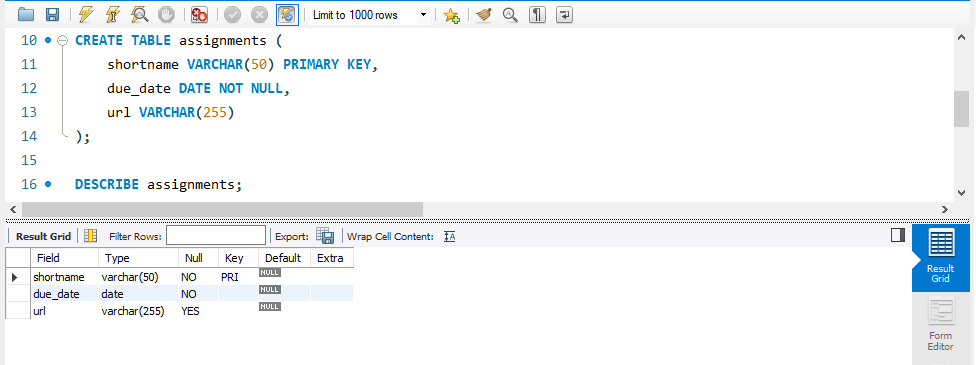 Limit to 1000 rows
10 CREATE TABLE assignments (
11 shortname VARCHAR(50) PRIMARY KEY,
12 due_date DATE NOT NULL,
13 url VARCHAR(255)
14 );
15
16 DESCRIBE assignments;
Result Grid Filter Rows: Export: Wrap Cell Content: IA
Field Type Null Key Default Extra
shortname varchar(50) NO PRI NULL
due_date date NO NULL
url varchar(255) YES NULL
Result
Grid
Form
Editor